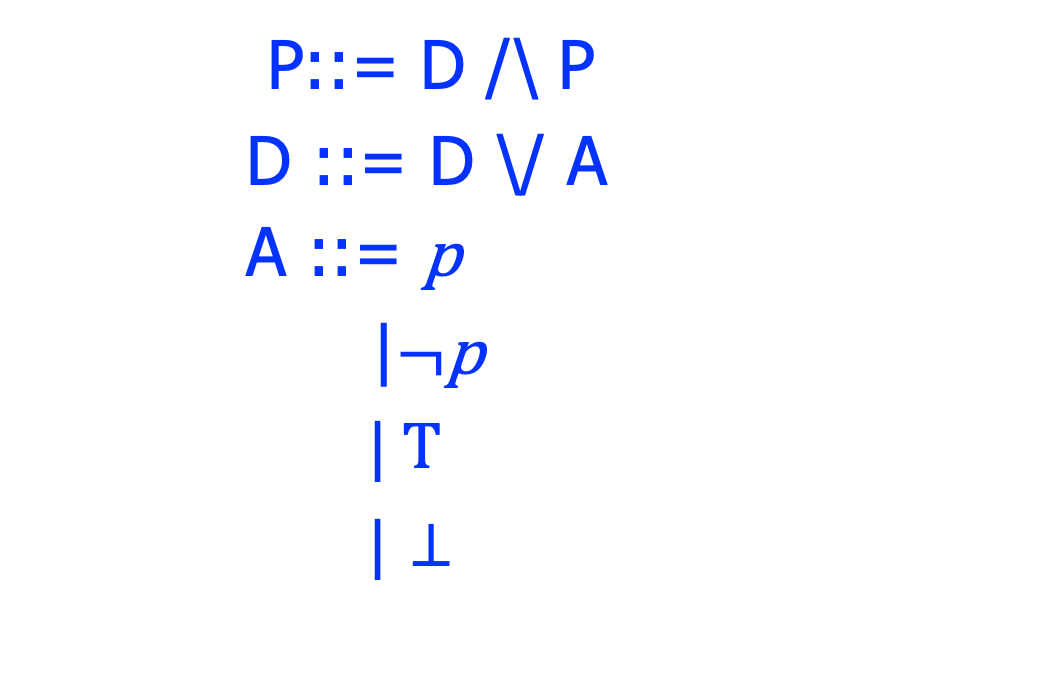 P::= D /\ P
D ::= D \/ A
A ::= p
|¬p
| T
| ⊥